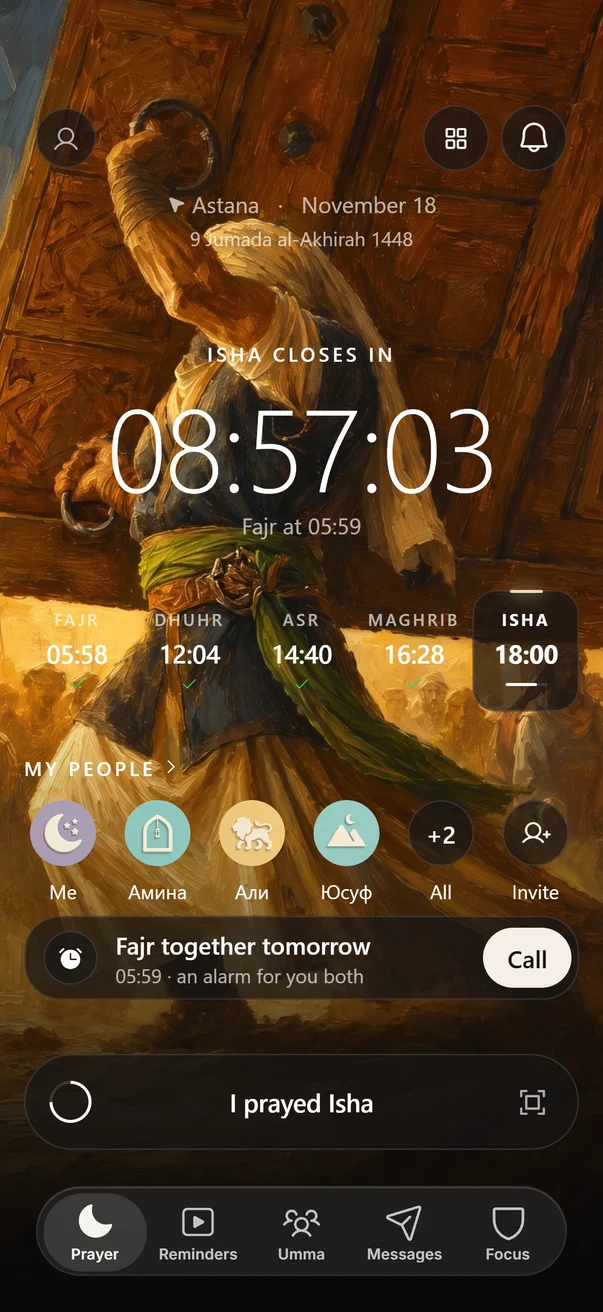 Astana · November 18
9 Jumada al-Akhirah 1448
ISHA CLOSES IN
08:57:03
Fajr at 05:59
FAJR DHUHR ASR MAGHRIB ISHA
05:58 12:04 14:40 16:28 18:00
MY PEOPLE
+2
Me Амина Али Юсуф All Invite
Fajr together tomorrow
05:59 · an alarm for you both
Call
I prayed Isha
Prayer Reminders Umma Messages Focus